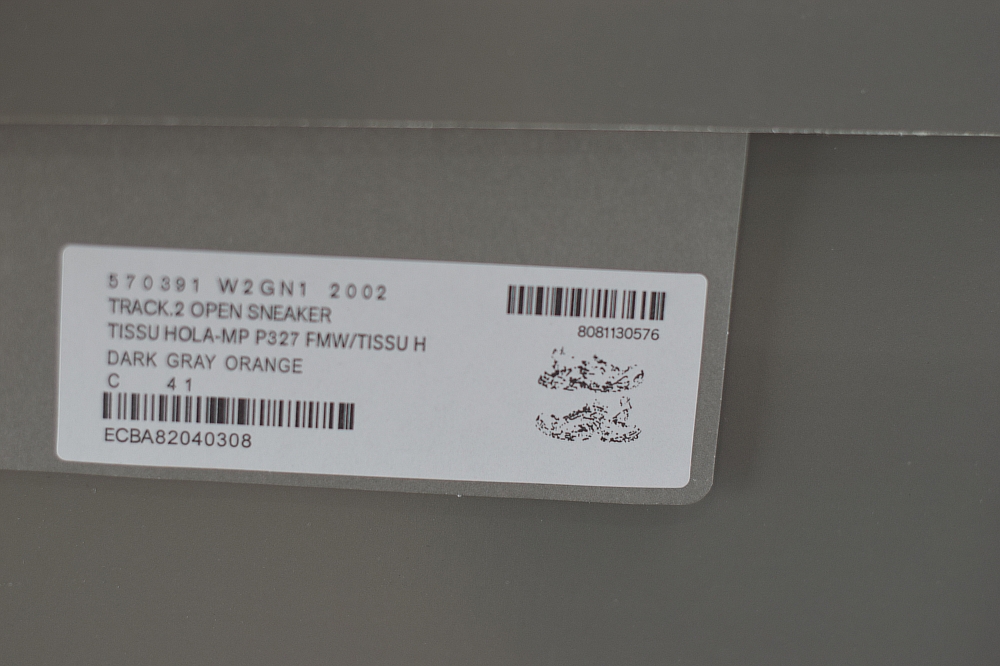 570391 W2GN1 2002
TRACK.2 OPEN SNEAKER
TISSU HOLA-MP P327 FMW/TISSU H
DARK GRAY ORANGE
C 41
ECBA82040308
8081130576